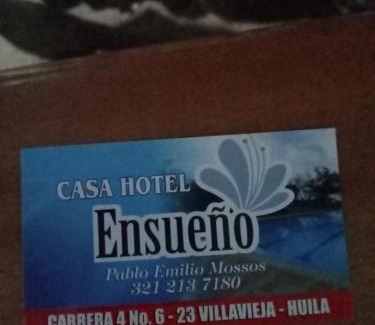 CASA HOTEL
Ensueño
Pablo Emilio Mossos
321 213 7180
CARRERA 4 No. 6 - 23 VILLAVIEJA - HUILA